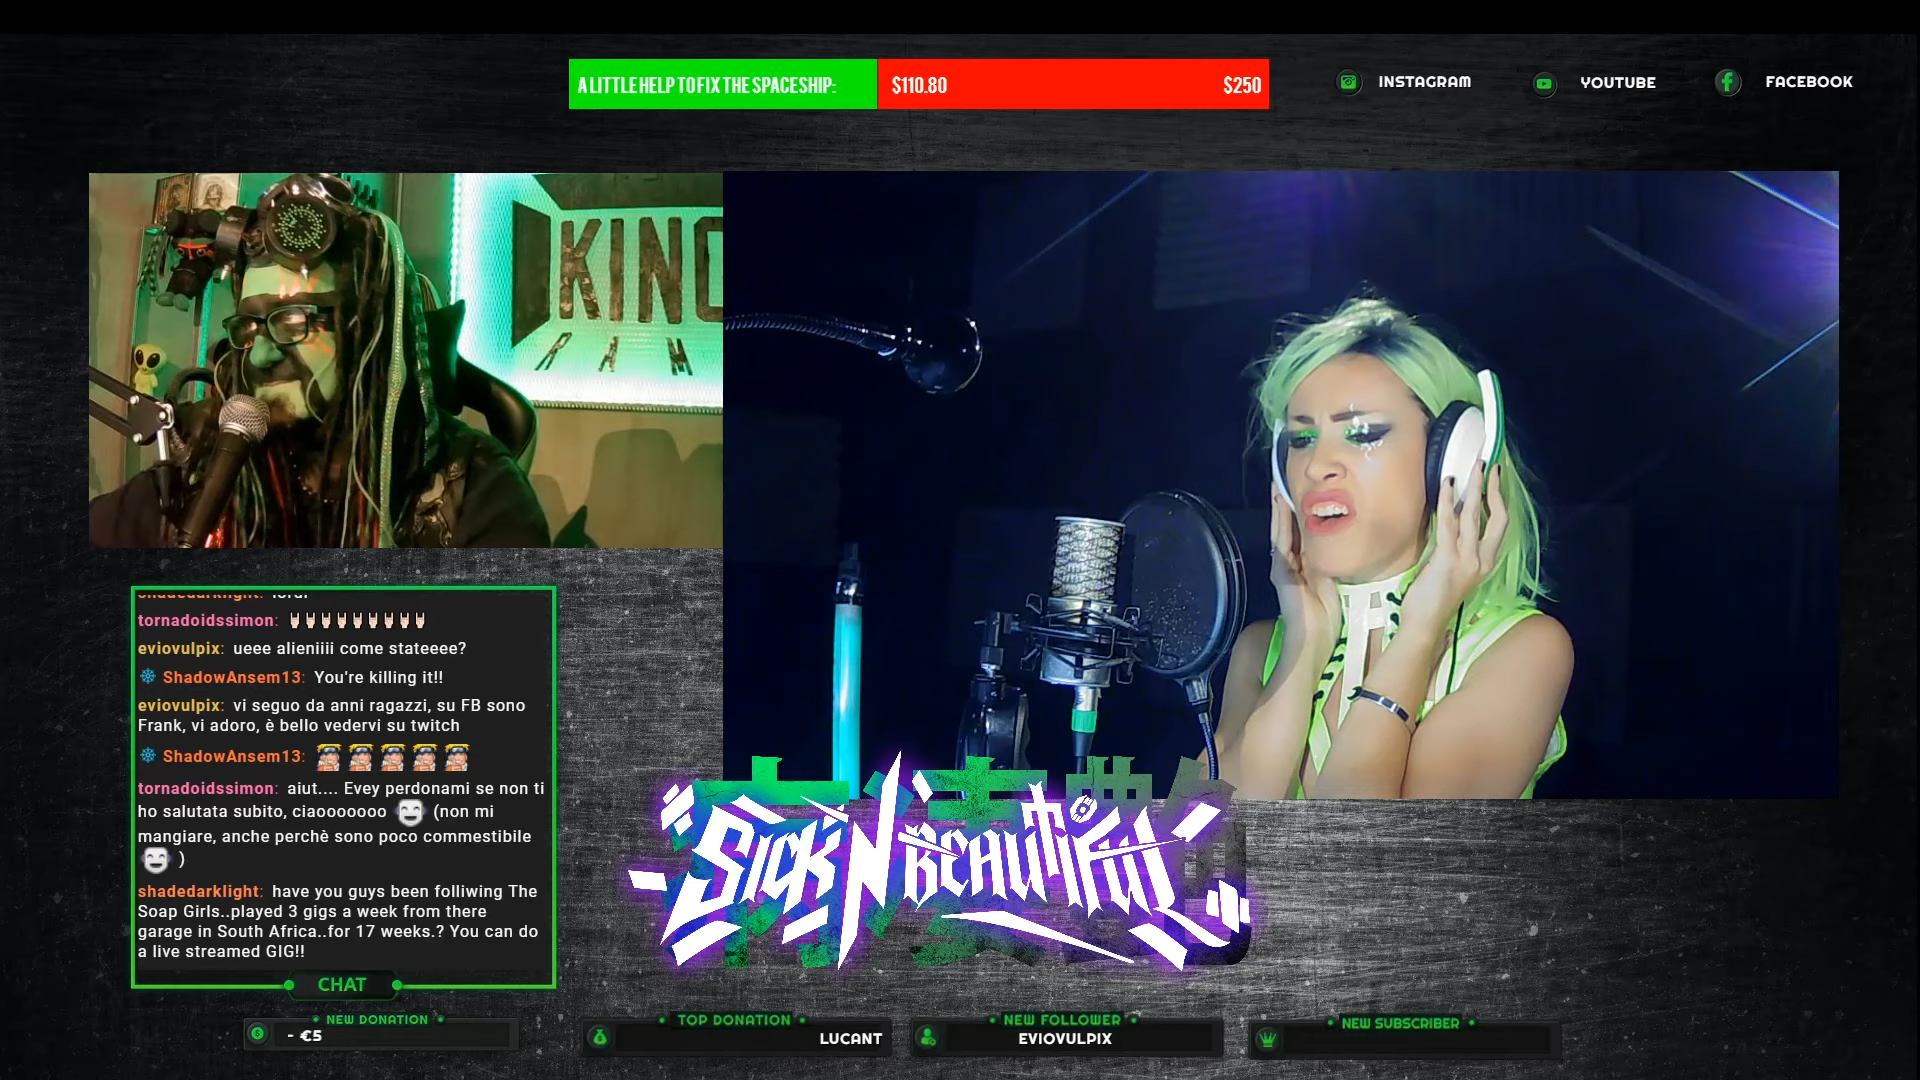 A LITTLE HELP TO FIX THE SPACESHIP: $110.80 $250
INSTAGRAM
YOUTUBE
FACEBOOK
KING
RAM
tornadoidssimon:
eviovulpix: ueee alieniiii come stateeee?
ShadowAnsem13: You're killing it!!
eviovulpix: vi seguo da anni ragazzi, su FB sono
Frank, vi adoro, è bello vedervi su twitch
ShadowAnsem13:
tornadoidssimon: aiut.... Evey perdonami se non ti
ho salutata subito, ciaooooooo (non mi
mangiare, anche perchè sono poco commestibile
)
shadedarklight: have you guys been folliwing The
Soap Girls..played 3 gigs a week from there
garage in South Africa..for 17 weeks.? You can do
a live streamed GIG!!
CHAT
SICK N BEAUTIFUL
NEW DONATION
- €5
TOP DONATION
LUCANT
NEW FOLLOWER
EVIOVULPIX
NEW SUBSCRIBER